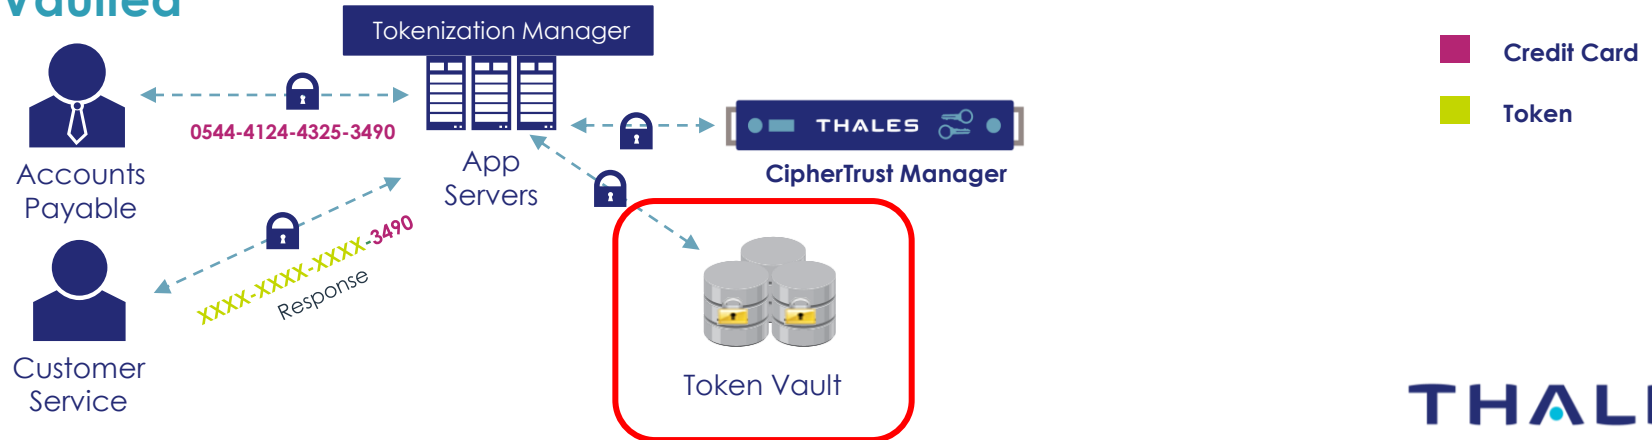 Vaulted
Tokenization Manager
Credit Card
Token
0544-4124-4325-3490
THALES
Accounts
Payable
App
Servers
CipherTrust Manager
XXXX-XXXX-XXXX-3490
Response
Customer
Service
Token Vault
THAL